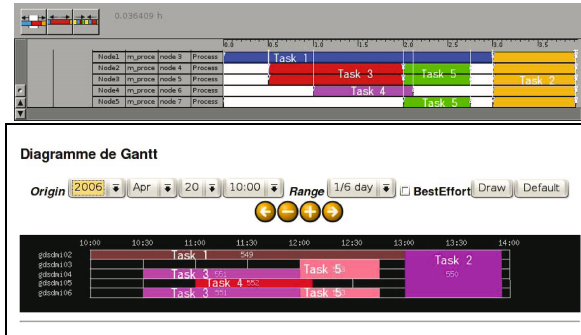 0.036409 h
0.0 0.5 1.0 1.5 2.0 2.5 3.0 3.5
Node1 m_proce node 3 Process Task 1
Node2 m_proce node 4 Process Task 3 Task 5
Node3 m_proce node 5 Process Task 2
Node4 m_proce node 6 Process Task 4
Node5 m_proce node 7 Process Task 5
Diagramme de Gantt
Origin 2006 Apr 20 10:00 Range 1/6 day BestEffort Draw Default
10:00 10:30 11:00 11:30 12:00 12:30 13:00 13:30 14:00
gdsdmi02 Task 1 549 Task 2
gdsdmi03 Task 5
gdsdmi04 Task 3 551 550
gdsdmi05 Task 4 552
gdsdmi06 Task 3 551 Task 5